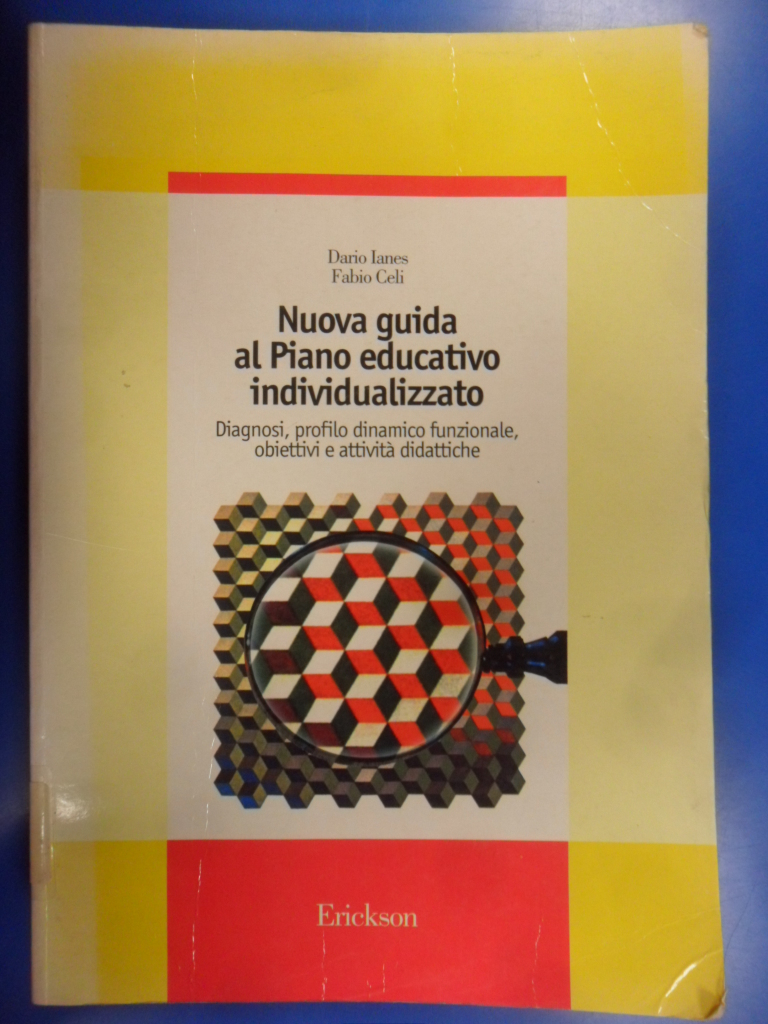 Dario Ianes
Fabio Celi
Nuova guida
al Piano educativo
individualizzato
Diagnosi, profilo dinamico funzionale,
obiettivi e attività didattiche
Erickson